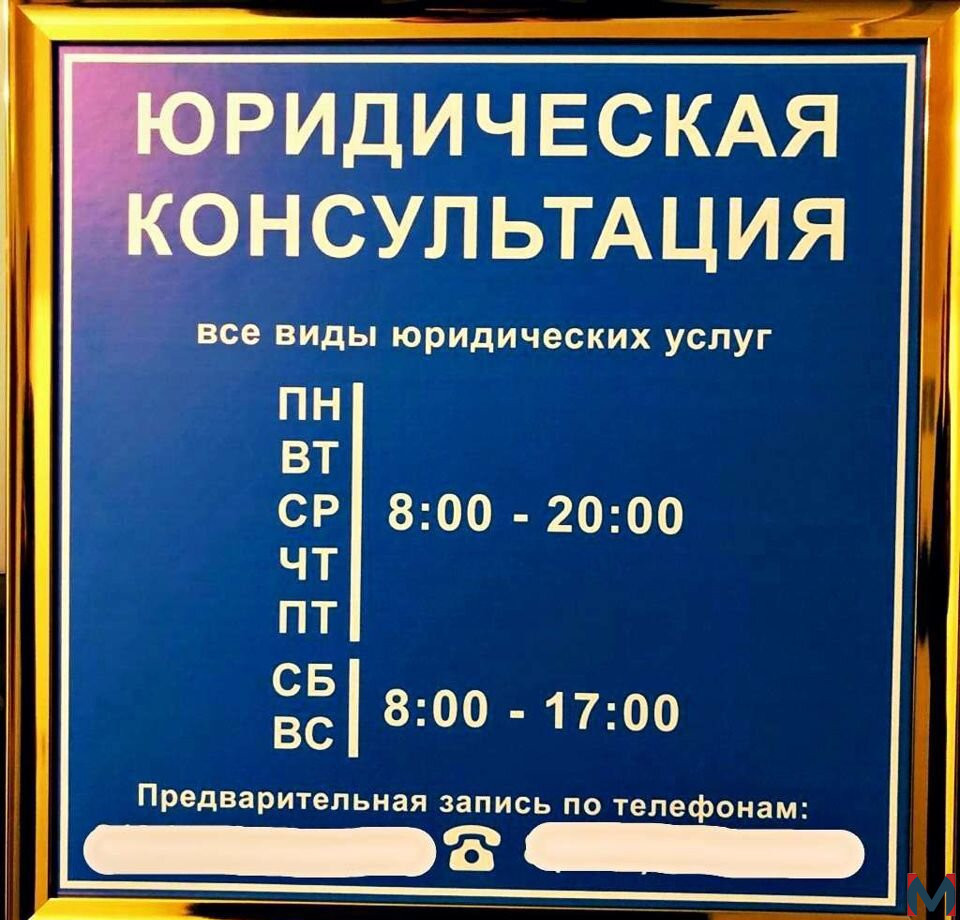 ЮРИДИЧЕСКАЯ
КОНСУЛЬТАЦИЯ
все виды юридических услуг
ПН
ВТ
СР 8:00 - 20:00
ЧТ
ПТ
СБ
8:00 - 17:00
ВС
Предварительная запись по телефонам:
M